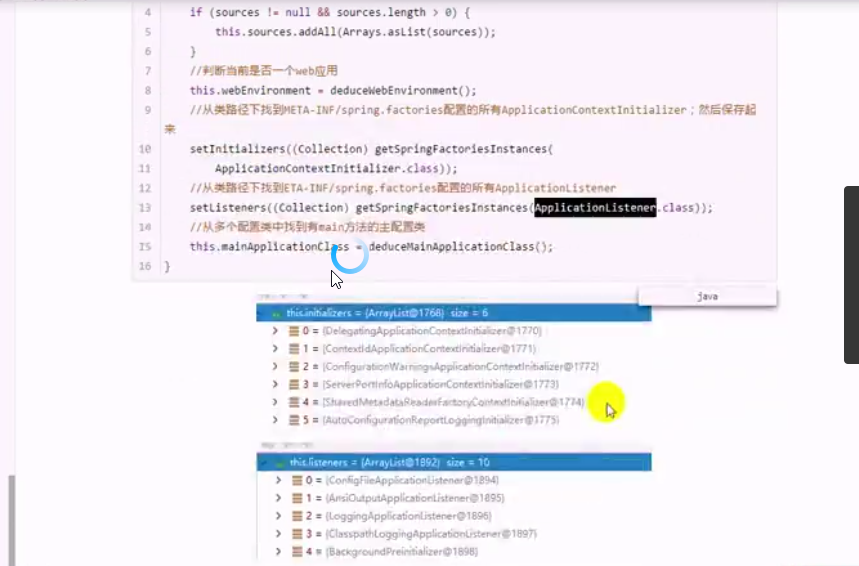 4 if (sources != null && sources.length > 0) {
5 this.sources.addAll(Arrays.asList(sources));
6 }
7 //判断当前是否一个web应用
8 this.webEnvironment = deduceWebEnvironment();
9 //从类路径下找到META-INF/spring.factories配置的所有ApplicationContextInitializer；然后保存起
来
10 setInitializers((Collection) getSpringFactoriesInstances(
11 ApplicationContextInitializer.class));
12 //从类路径下找到ETA-INF/spring.factories配置的所有ApplicationListener
13 setListeners((Collection) getSpringFactoriesInstances(ApplicationListener.class));
14 //从多个配置类中找到有main方法的主配置类
15 this.mainApplicationClass = deduceMainApplicationClass();
16 }
java
this.initializers = {ArrayList@1766} size = 6
0 = {DelegatingApplicationContextInitializer@1770}
1 = {ContextIdApplicationContextInitializer@1771}
2 = {ConfigurationWarningsApplicationContextInitializer@1772}
3 = {ServerPortInfoApplicationContextInitializer@1773}
4 = {SharedMetadataReaderFactoryContextInitializer@1774}
5 = {AutoConfigurationReportLoggingInitializer@1775}
this.listeners = {ArrayList@1892} size = 10
0 = {ConfigFileApplicationListener@1894}
1 = {AnsiOutputApplicationListener@1895}
2 = {LoggingApplicationListener@1896}
3 = {ClasspathLoggingApplicationListener@1897}
4 = {BackgroundPreinitializer@1898}